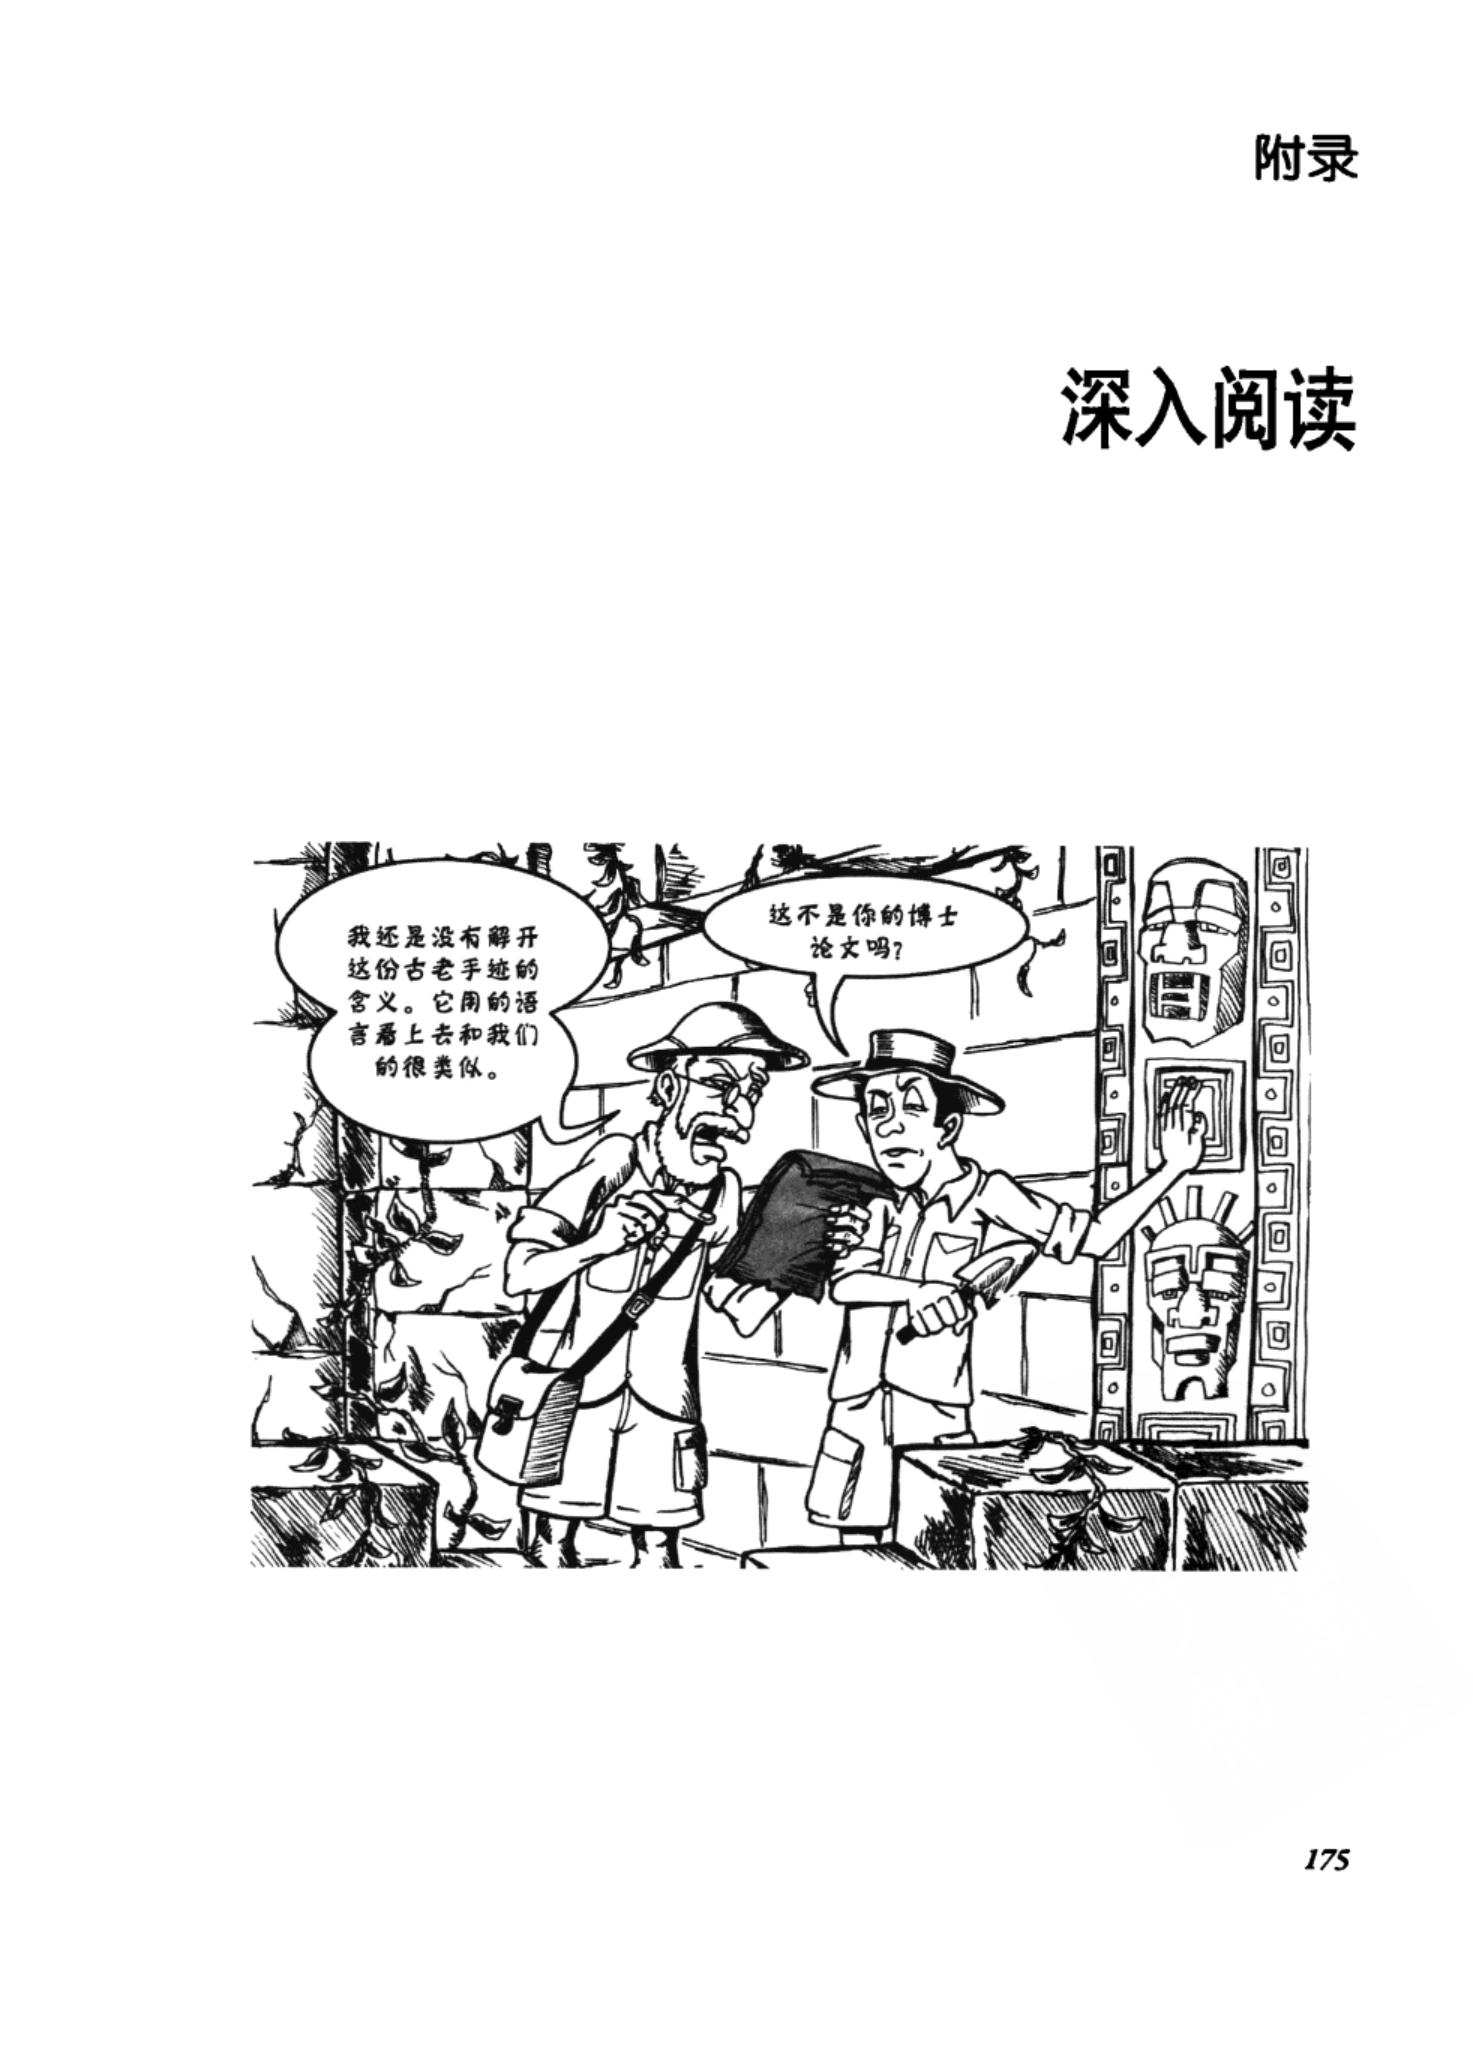 附录
深入阅读
我还是没有解开
这份古老手迹的
含义。它用的语
言看上去和我们
的很类似。
这不是你的博士
论文吗？
175